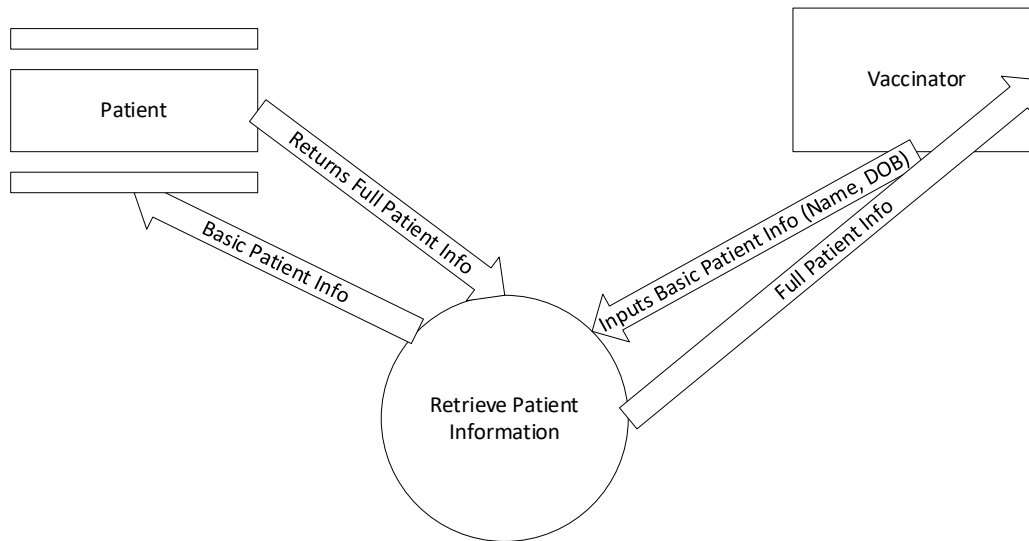 Patient
Vaccinator
Returns Full Patient Info
Basic Patient Info
Inputs Basic Patient Info (Name, DOB)
Full Patient Info
Retrieve Patient
Information